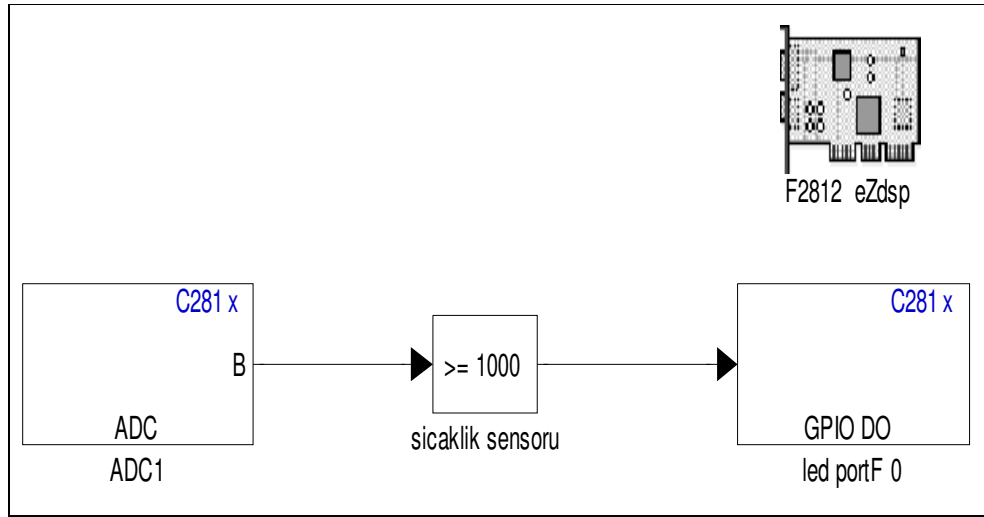 F2812 eZdsp
C281 x
B
ADC
ADC1
>= 1000
sicaklik sensoru
C281 x
GPIO DO
led portF 0